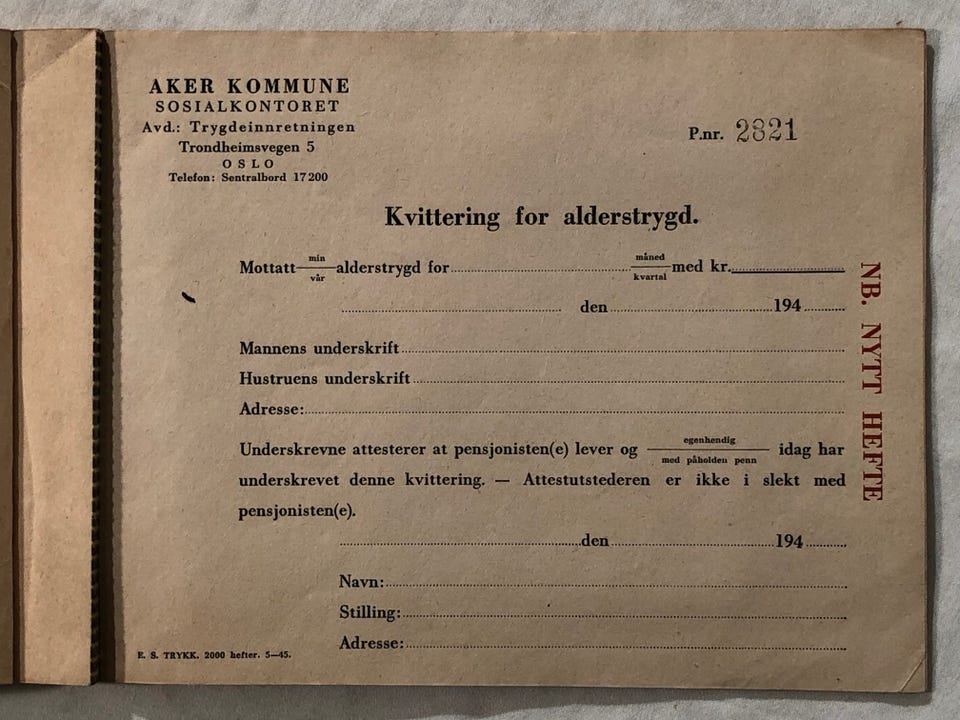 AKER KOMMUNE
SOSIALKONTORET
Avd.: Trygdeinnretningen
Trondheimsvegen 5
OSLO
Telefon: Sentralbord 17200
P.nr. 2821
Kvittering for alderstrygd.
Mottatt min/vår alderstrygd for måned/kvartal med kr.
den 194
Mannens underskrift
Hustruens underskrift
Adresse:
Underskrevne attesterer at pensjonisten(e) lever og egenhendig/med påholden penn idag har
underskrevet denne kvittering. — Attestutstederen er ikke i slekt med
pensjonisten(e).
den 194
Navn:
Stilling:
Adresse:
E. S. TRYKK. 2000 hefter. 5—45.
NB. NYTT HEFTE